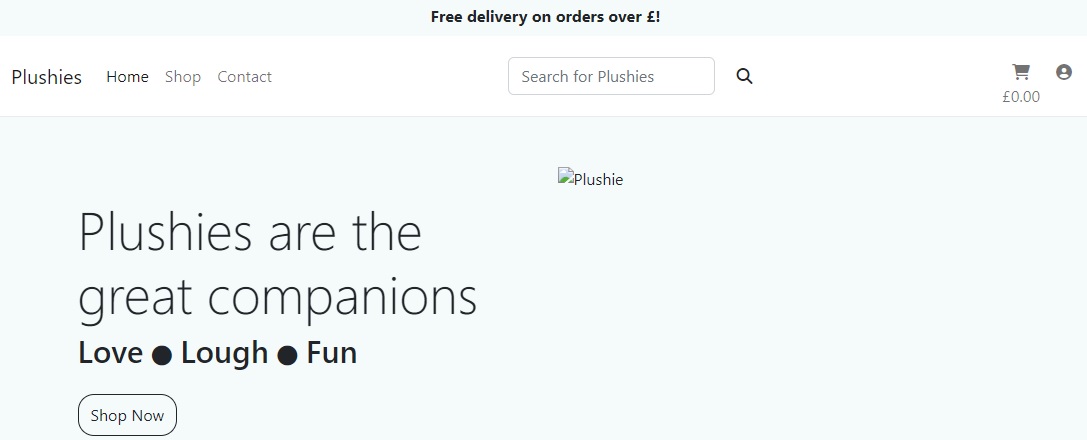 Free delivery on orders over £!
Plushies Home Shop Contact Search for Plushies
£0.00
Plushie
Plushies are the
great companions
Love ● Lough ● Fun
Shop Now